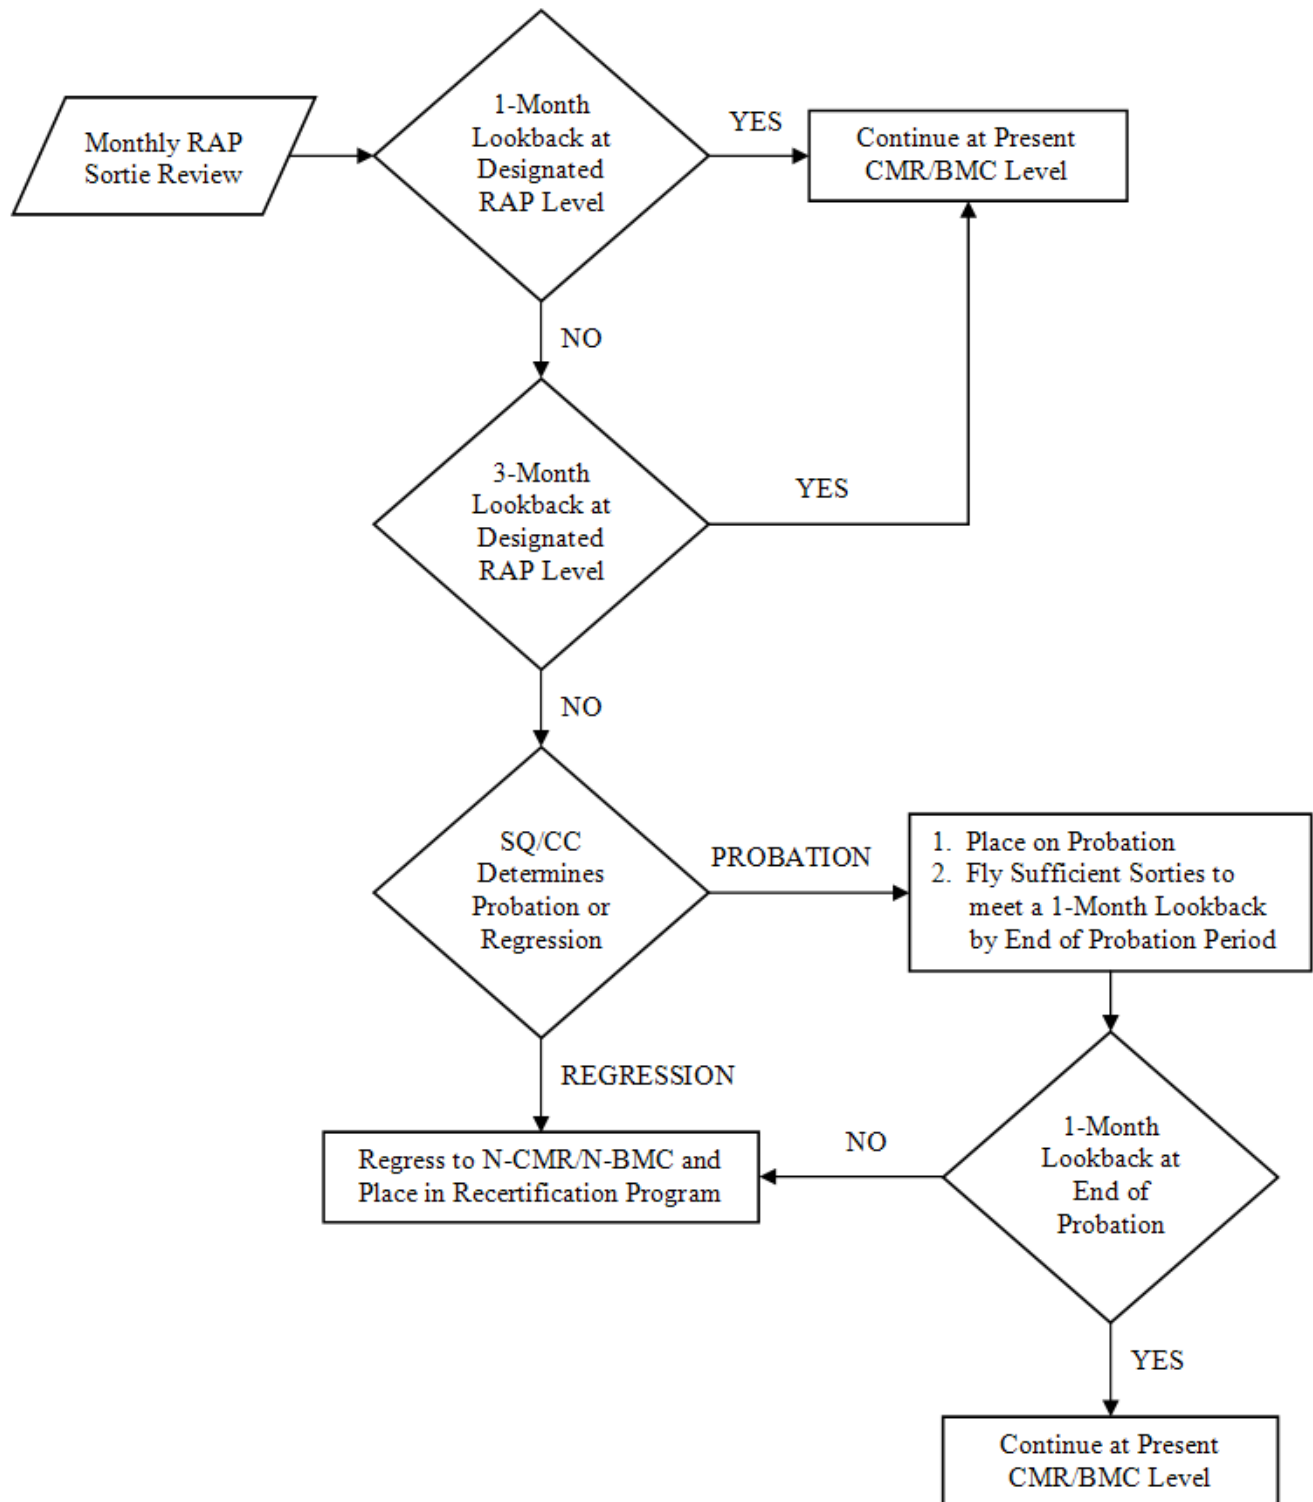 Monthly RAP
Sortie Review
1-Month
Lookback at
Designated
RAP Level
YES
Continue at Present
CMR/BMC Level
NO
3-Month
Lookback at
Designated
RAP Level
YES
NO
SQ/CC
Determines
Probation or
Regression
PROBATION
1. Place on Probation
2. Fly Sufficient Sorties to
meet a 1-Month Lookback
by End of Probation Period
REGRESSION
Regress to N-CMR/N-BMC and
Place in Recertification Program
NO
1-Month
Lookback at
End of
Probation
YES
Continue at Present
CMR/BMC Level